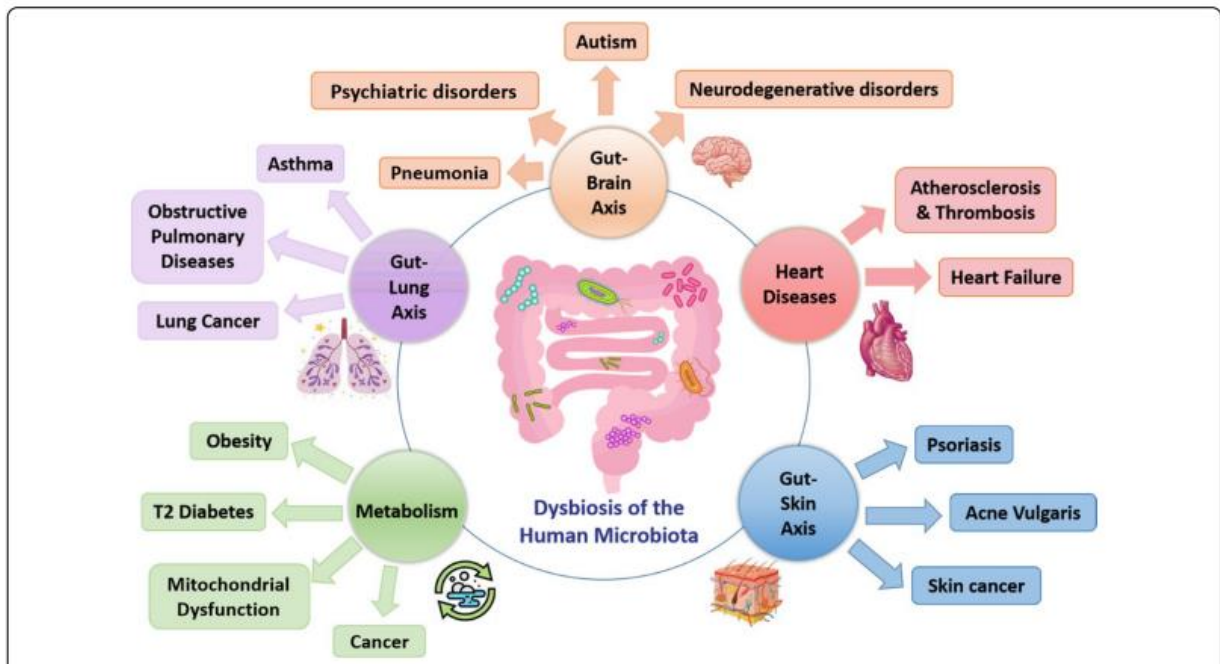 Autism
Psychiatric disorders
Neurodegenerative disorders
Pneumonia
Gut-
Brain
Axis
Asthma
Obstructive
Pulmonary
Diseases
Lung Cancer
Gut-
Lung
Axis
Atherosclerosis
& Thrombosis
Heart Failure
Heart
Diseases
Obesity
T2 Diabetes
Mitochondrial
Dysfunction
Cancer
Metabolism
Dysbiosis of the
Human Microbiota
Gut-
Skin
Axis
Psoriasis
Acne Vulgaris
Skin cancer